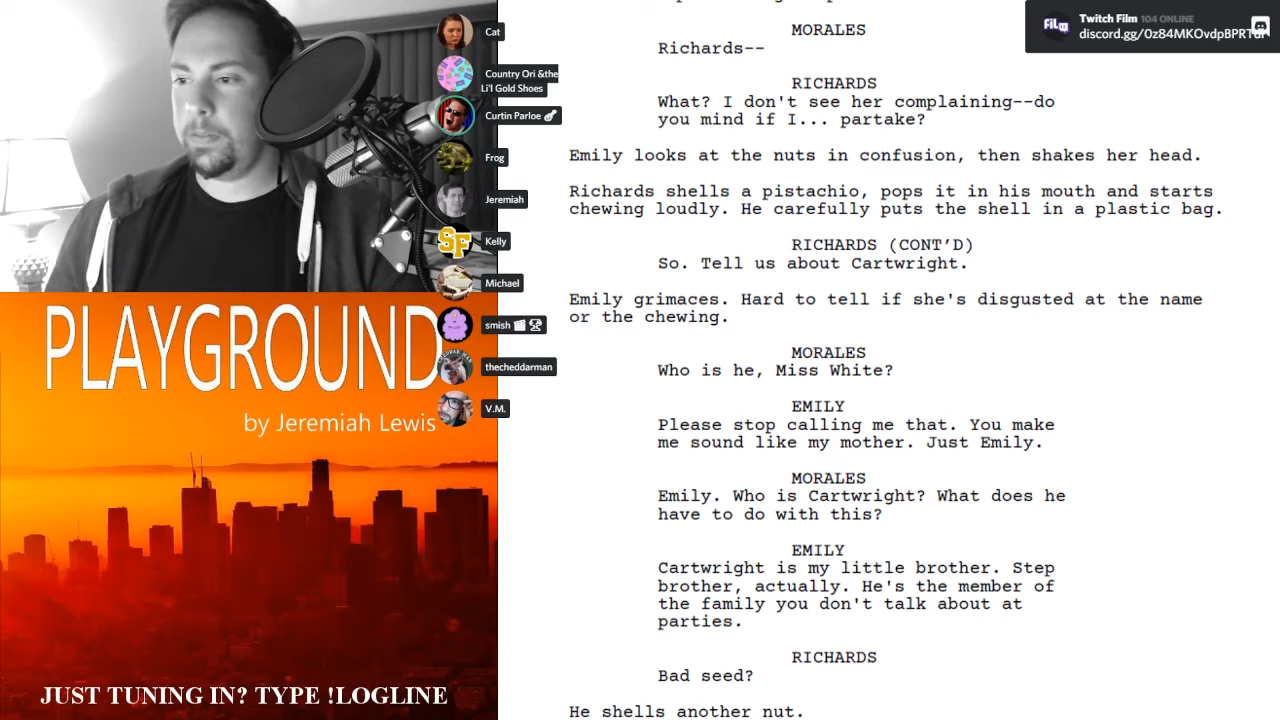 Cat
Country Ori &the
Li'l Gold Shoes
Curtin Parloe
Frog
Jeremiah
SF
Kelly
Michael
smish
thecheddarman
V.M.
PLAYGROUND
by Jeremiah Lewis
JUST TUNING IN? TYPE !LOGLINE
Film
Twitch Film 104 ONLINE
MORALES
Richards--
RICHARDS
What? I don't see her complaining--do
you mind if I... partake?
Emily looks at the nuts in confusion, then shakes her head.
Richards shells a pistachio, pops it in his mouth and starts
chewing loudly. He carefully puts the shell in a plastic bag.
RICHARDS (CONT'D)
So. Tell us about Cartwright.
Emily grimaces. Hard to tell if she's disgusted at the name
or the chewing.
MORALES
Who is he, Miss White?
EMILY
Please stop calling me that. You make
me sound like my mother. Just Emily.
MORALES
Emily. Who is Cartwright? What does he
have to do with this?
EMILY
Cartwright is my little brother. Step
brother, actually. He's the member of
the family you don't talk about at
parties.
RICHARDS
Bad seed?
He shells another nut.